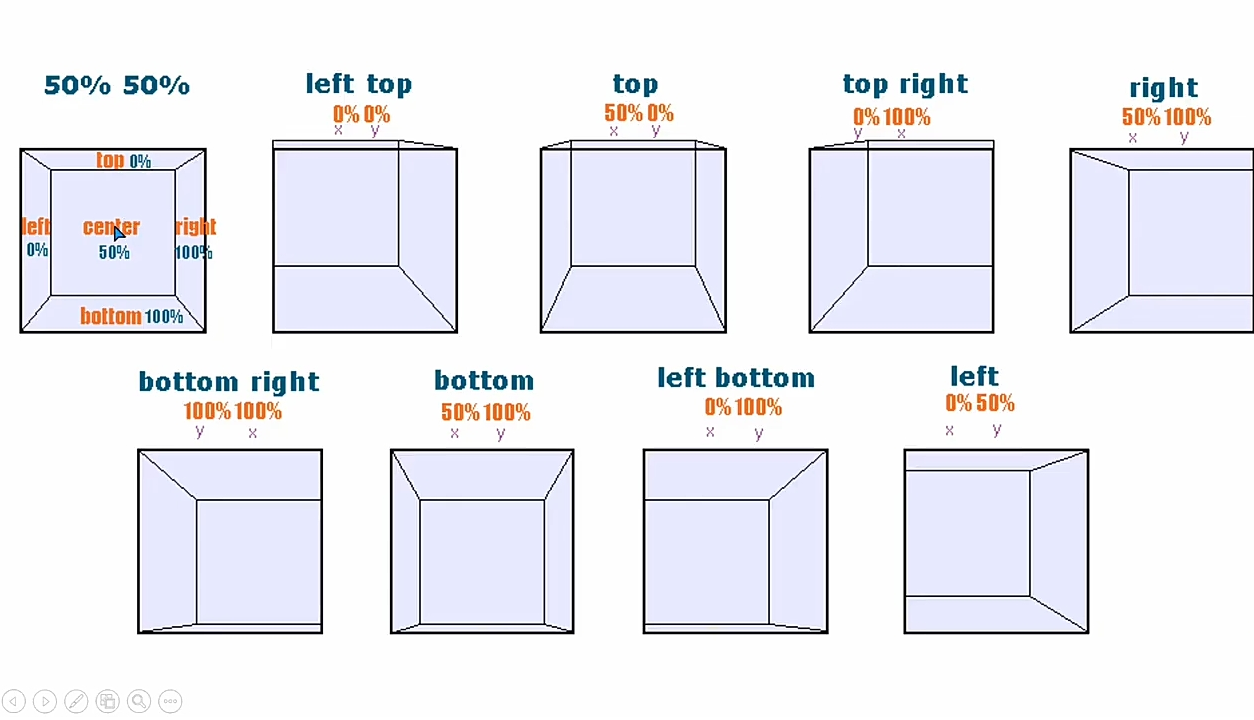 50% 50%
left top
0% 0%
x y
top
50% 0%
x y
top right
0% 100%
y x
right
50% 100%
x y
top 0%
left
0%
center
50%
right
100%
bottom 100%
bottom right
100% 100%
y x
bottom
50% 100%
x y
left bottom
0% 100%
x y
left
0% 50%
x y